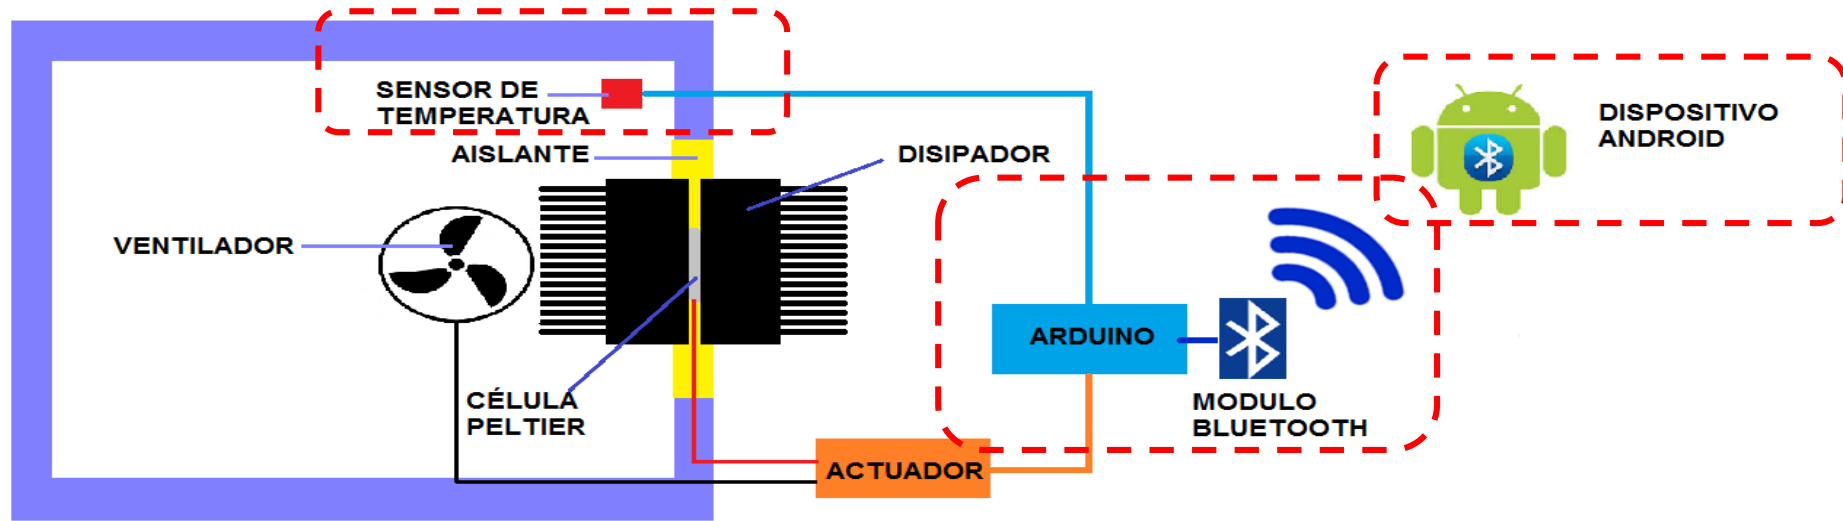 SENSOR DE
TEMPERATURA
AISLANTE
DISIPADOR
DISPOSITIVO
ANDROID
VENTILADOR
ARDUINO
CÉLULA
PELTIER
MODULO
BLUETOOTH
ACTUADOR